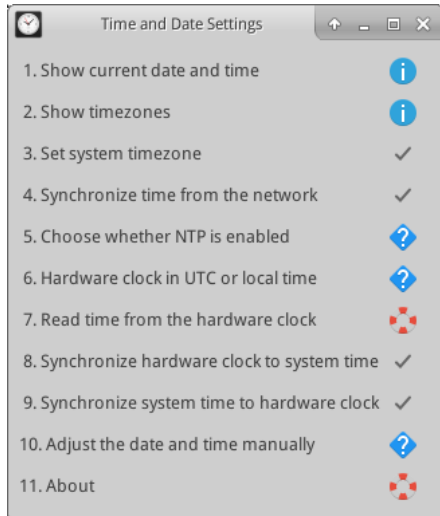 Time and Date Settings
1. Show current date and time
2. Show timezones
3. Set system timezone
4. Synchronize time from the network
5. Choose whether NTP is enabled
6. Hardware clock in UTC or local time
7. Read time from the hardware clock
8. Synchronize hardware clock to system time
9. Synchronize system time to hardware clock
10. Adjust the date and time manually
11. About